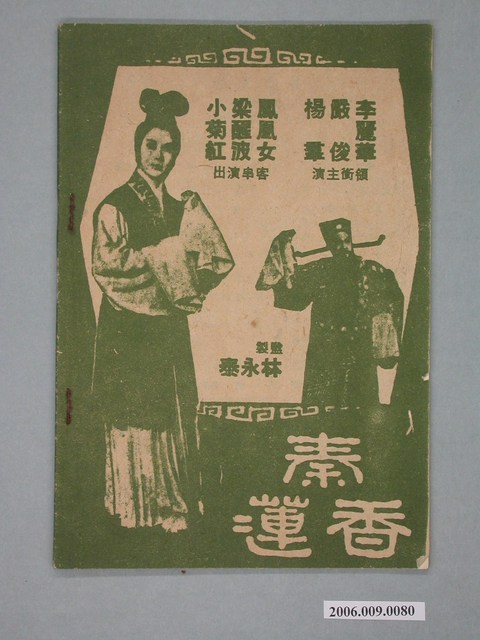 李麗華
嚴俊
楊羣
領銜主演
鳳凰女
梁醒波
小菊紅
客串演出
監製
林永泰
秦
香蓮
2006.009.0080